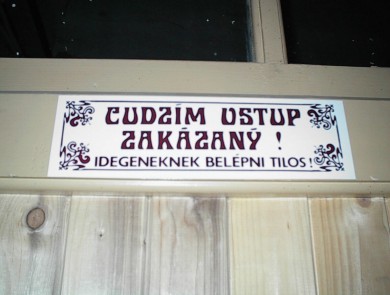 CUDZÍM VSTUP
ZAKÁZANÝ !
IDEGENEKNEK BELÉPNI TILOS !